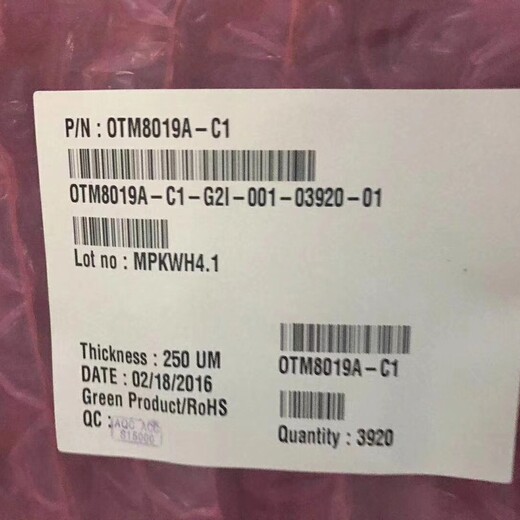 P/N : OTM8019A-C1
OTM8019A-C1-G2I-001-03920-01
Lot no : MPKWH4.1
Thickness : 250 UM
DATE : 02/18/2016
Green Product/RoHS
QC :
OTM8019A-C1
Quantity : 3920